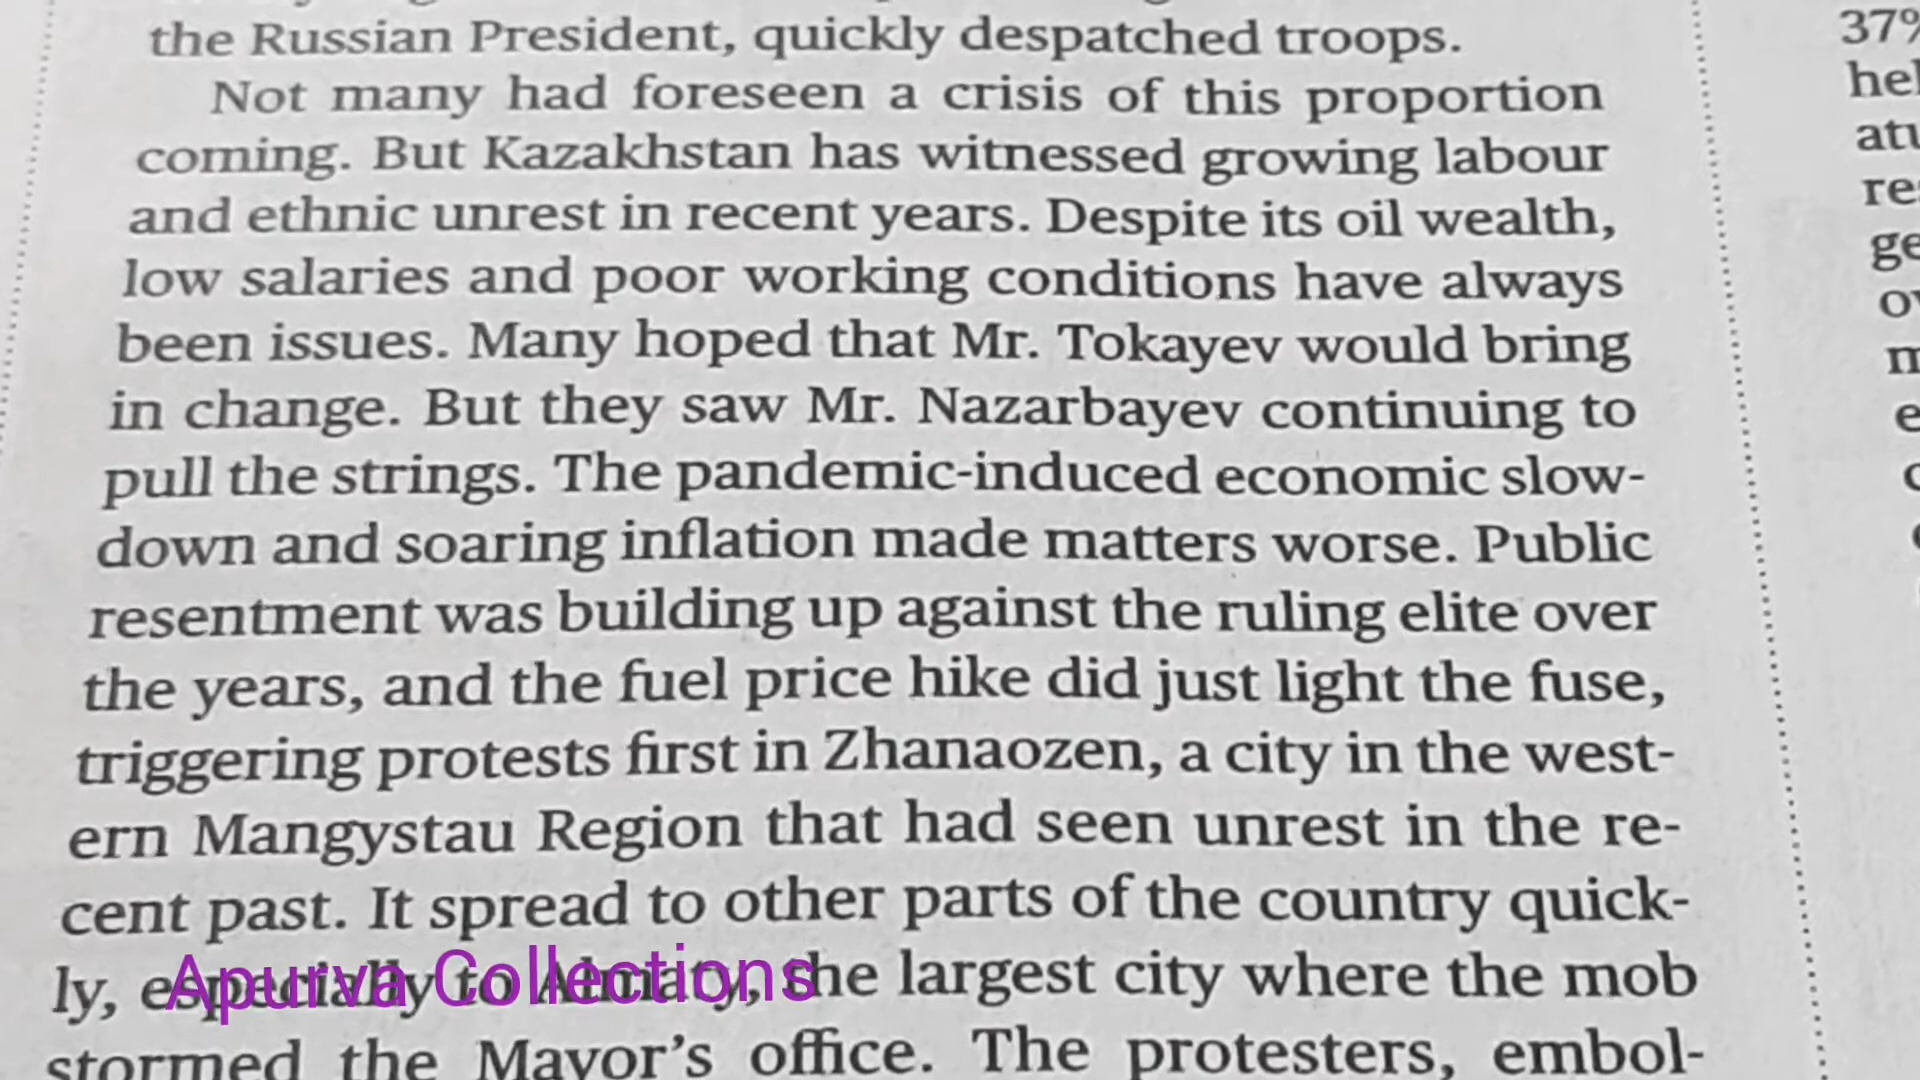 the Russian President, quickly despatched troops.
Not many had foreseen a crisis of this proportion
coming. But Kazakhstan has witnessed growing labour
and ethnic unrest in recent years. Despite its oil wealth,
low salaries and poor working conditions have always
been issues. Many hoped that Mr. Tokayev would bring
in change. But they saw Mr. Nazarbayev continuing to
pull the strings. The pandemic-induced economic slow-
down and soaring inflation made matters worse. Public
resentment was building up against the ruling elite over
the years, and the fuel price hike did just light the fuse,
triggering protests first in Zhanaozen, a city in the west-
ern Mangystau Region that had seen unrest in the re-
cent past. It spread to other parts of the country quick-
ly, especially to Almaty, the largest city where the mob
stormed the Mayor's office. The protesters, embol-
Apurva Collections
37%